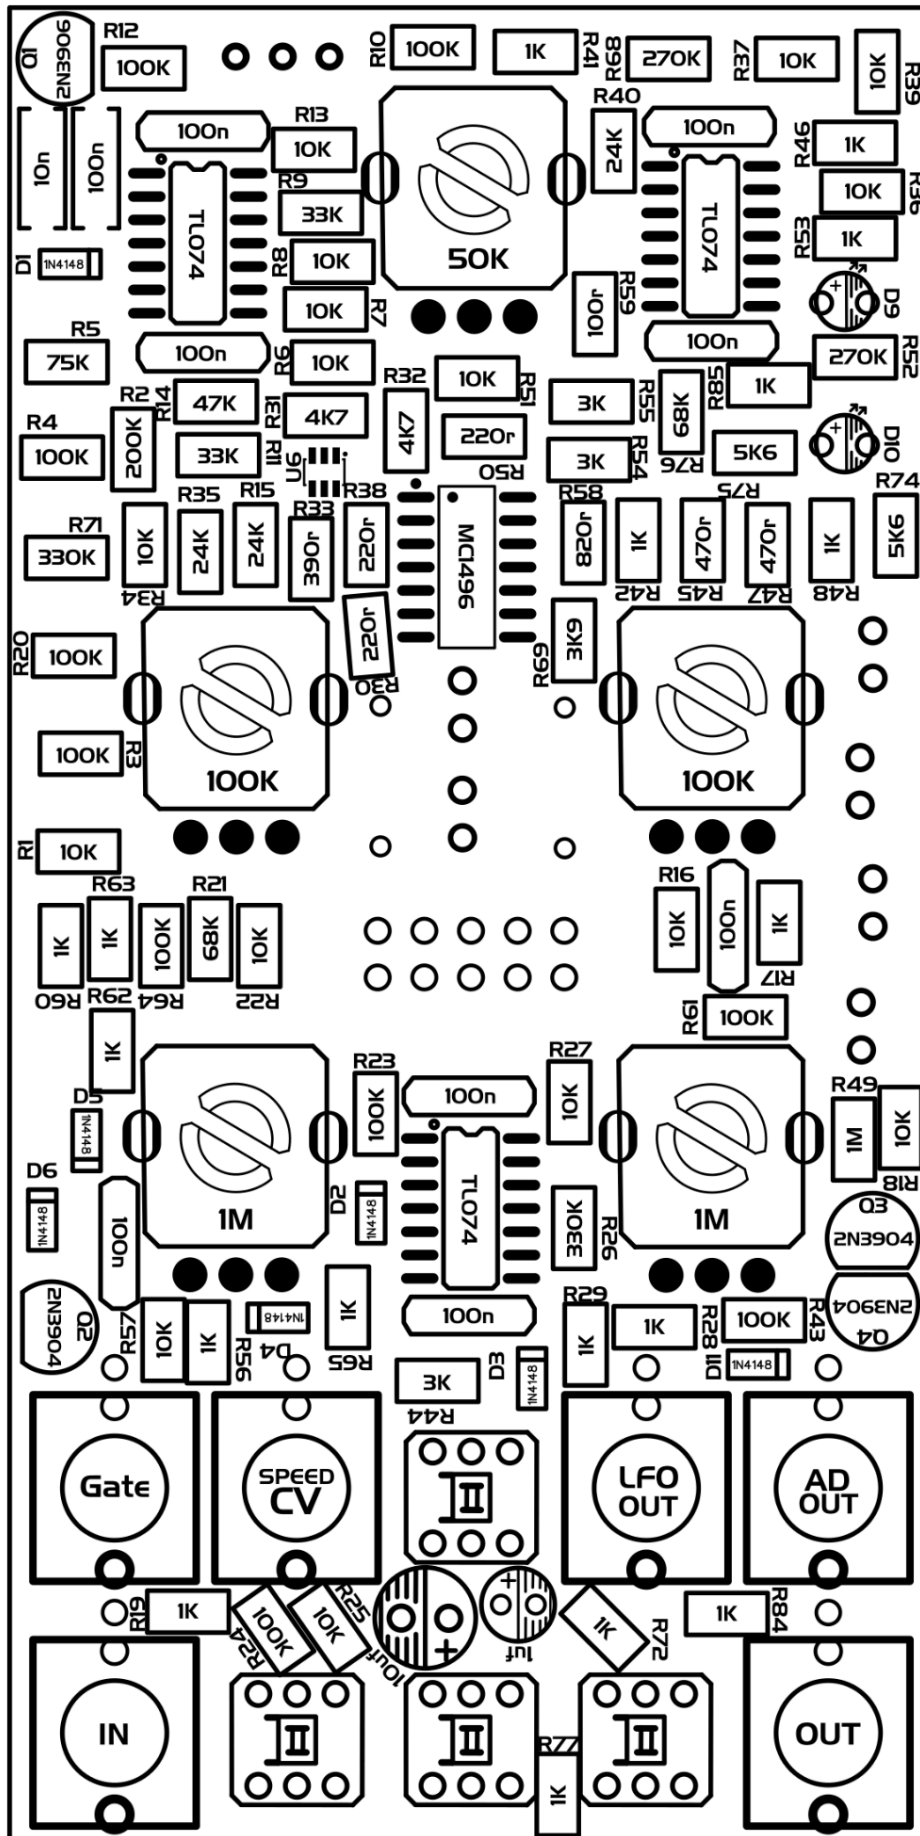 Q1
2N3906
R12
100K
R10
100K
1K
R41
R68
270K
R37
10K
10K
R39
10n
100n
100n
R13
10K
R40
24K
100n
R46
1K
10K
R36
R9
33K
TL074
50K
TL074
R53
1K
D1
1N4148
R8
10K
10K
R7
R59
100r
D9
R5
75K
100n
R6
10K
R32
4K7
10K
R51
100n
R85
1K
270K
R52
R2
200K
R14
47K
R31
4K7
3K
R55
68K
R76
R4
100K
33K
R11
U6
220r
R50
3K
R54
5K6
R75
D10
R71
330K
10K
R34
R35
24K
R15
24K
R33
390r
R38
220r
MC1496
R58
820r
1K
R42
470r
R45
470r
R47
1K
R48
R74
5K6
R20
100K
220r
R30
R69
3K9
100K
R3
100K
100K
R1
10K
R63
1K
R21
68K
R16
10K
100n
1K
R17
1K
R60
100K
R64
10K
R22
R62
1K
R61
100K
R23
100K
100n
R27
10K
R49
1M
10K
R18
D5
1N4148
D6
1N4148
1M
D2
1N4148
TL074
330K
R26
1M
Q3
2N3904
100n
2N3904
Q2
R57
10K
1K
R56
1N4148
D4
1K
R65
100n
R29
1K
1K
R28
100K
R43
2N3904
Q4
3K
R44
D3
1N4148
D11
1N4148
Gate
SPEED
CV
II
LFO
OUT
AD
OUT
R19
1K
100K
R24
10K
R25
10uf
1uf
1K
R72
1K
R84
IN
II
II
R77
1K
II
OUT